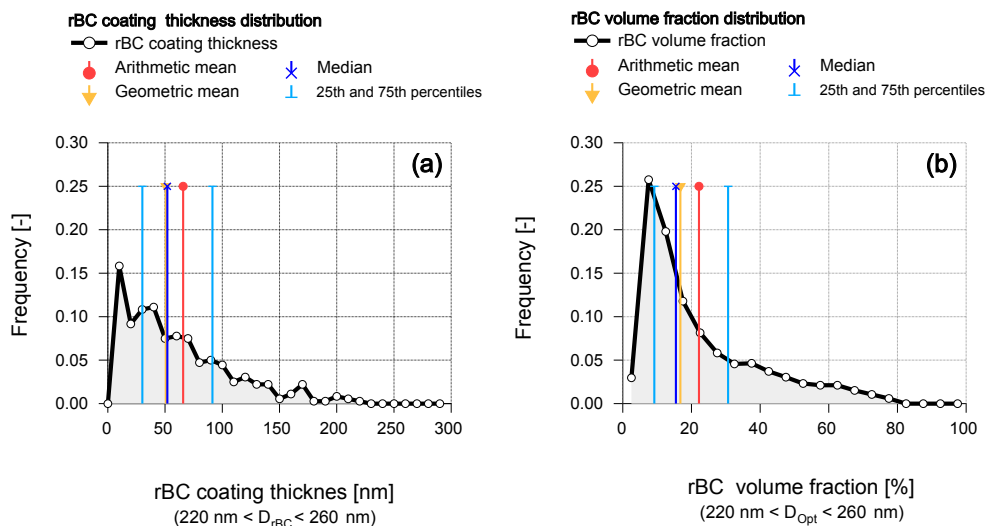 rBC coating thickness distribution
rBC coating thickness
Arithmetic mean
Median
Geometric mean
25th and 75th percentiles
(a)
Frequency [-]
0.30
0.25
0.20
0.15
0.10
0.05
0.00
0 50 100 150 200 250 300
rBC coating thicknes [nm]
(220 nm < DrBC < 260 nm)
rBC volume fraction distribution
rBC volume fraction
Arithmetic mean
Median
Geometric mean
25th and 75th percentiles
(b)
Frequency [-]
0.30
0.25
0.20
0.15
0.10
0.05
0.00
0 20 40 60 80 100
rBC volume fraction [%]
(220 nm < DOpt < 260 nm)